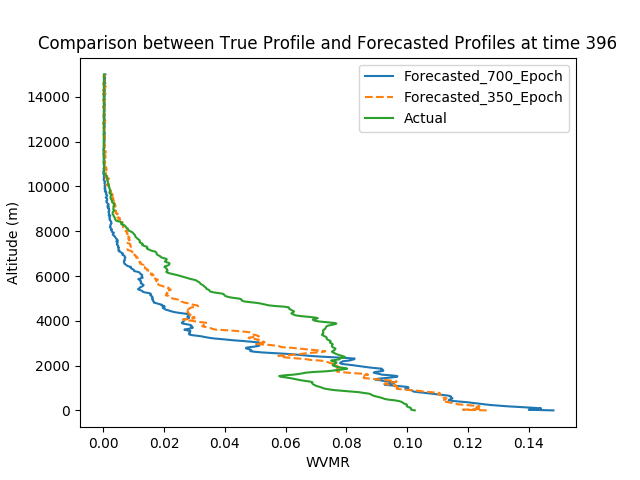 Comparison between True Profile and Forecasted Profiles at time 396
Forecasted_700_Epoch
Forecasted_350_Epoch
Actual
14000
12000
10000
8000
6000
4000
2000
0
Altitude (m)
0.00 0.02 0.04 0.06 0.08 0.10 0.12 0.14
WVMR